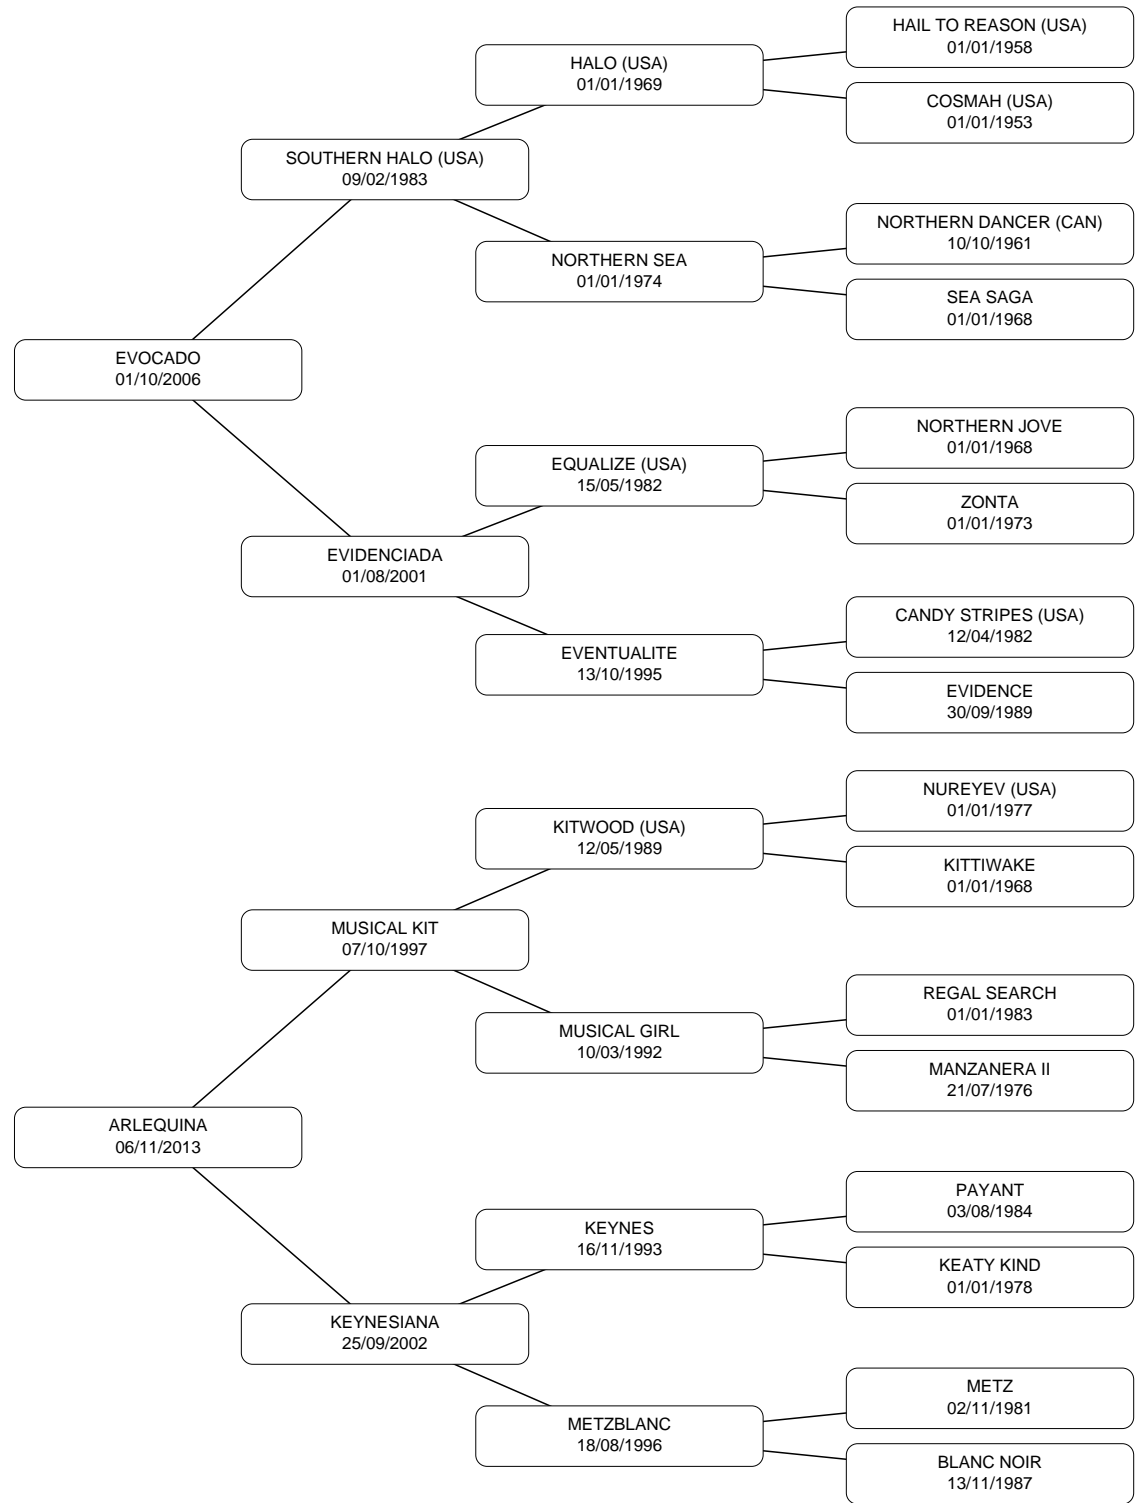 HAIL TO REASON (USA)
01/01/1958
HALO (USA)
01/01/1969
COSMAH (USA)
01/01/1953
SOUTHERN HALO (USA)
09/02/1983
NORTHERN DANCER (CAN)
10/10/1961
NORTHERN SEA
01/01/1974
SEA SAGA
01/01/1968
EVOCADO
01/10/2006
NORTHERN JOVE
01/01/1968
EQUALIZE (USA)
15/05/1982
ZONTA
01/01/1973
EVIDENCIADA
01/08/2001
CANDY STRIPES (USA)
12/04/1982
EVENTUALITE
13/10/1995
EVIDENCE
30/09/1989
NUREYEV (USA)
01/01/1977
KITWOOD (USA)
12/05/1989
KITTIWAKE
01/01/1968
MUSICAL KIT
07/10/1997
REGAL SEARCH
01/01/1983
MUSICAL GIRL
10/03/1992
MANZANERA II
21/07/1976
ARLEQUINA
06/11/2013
PAYANT
03/08/1984
KEYNES
16/11/1993
KEATY KIND
01/01/1978
KEYNESIANA
25/09/2002
METZ
02/11/1981
METZBLANC
18/08/1996
BLANC NOIR
13/11/1987